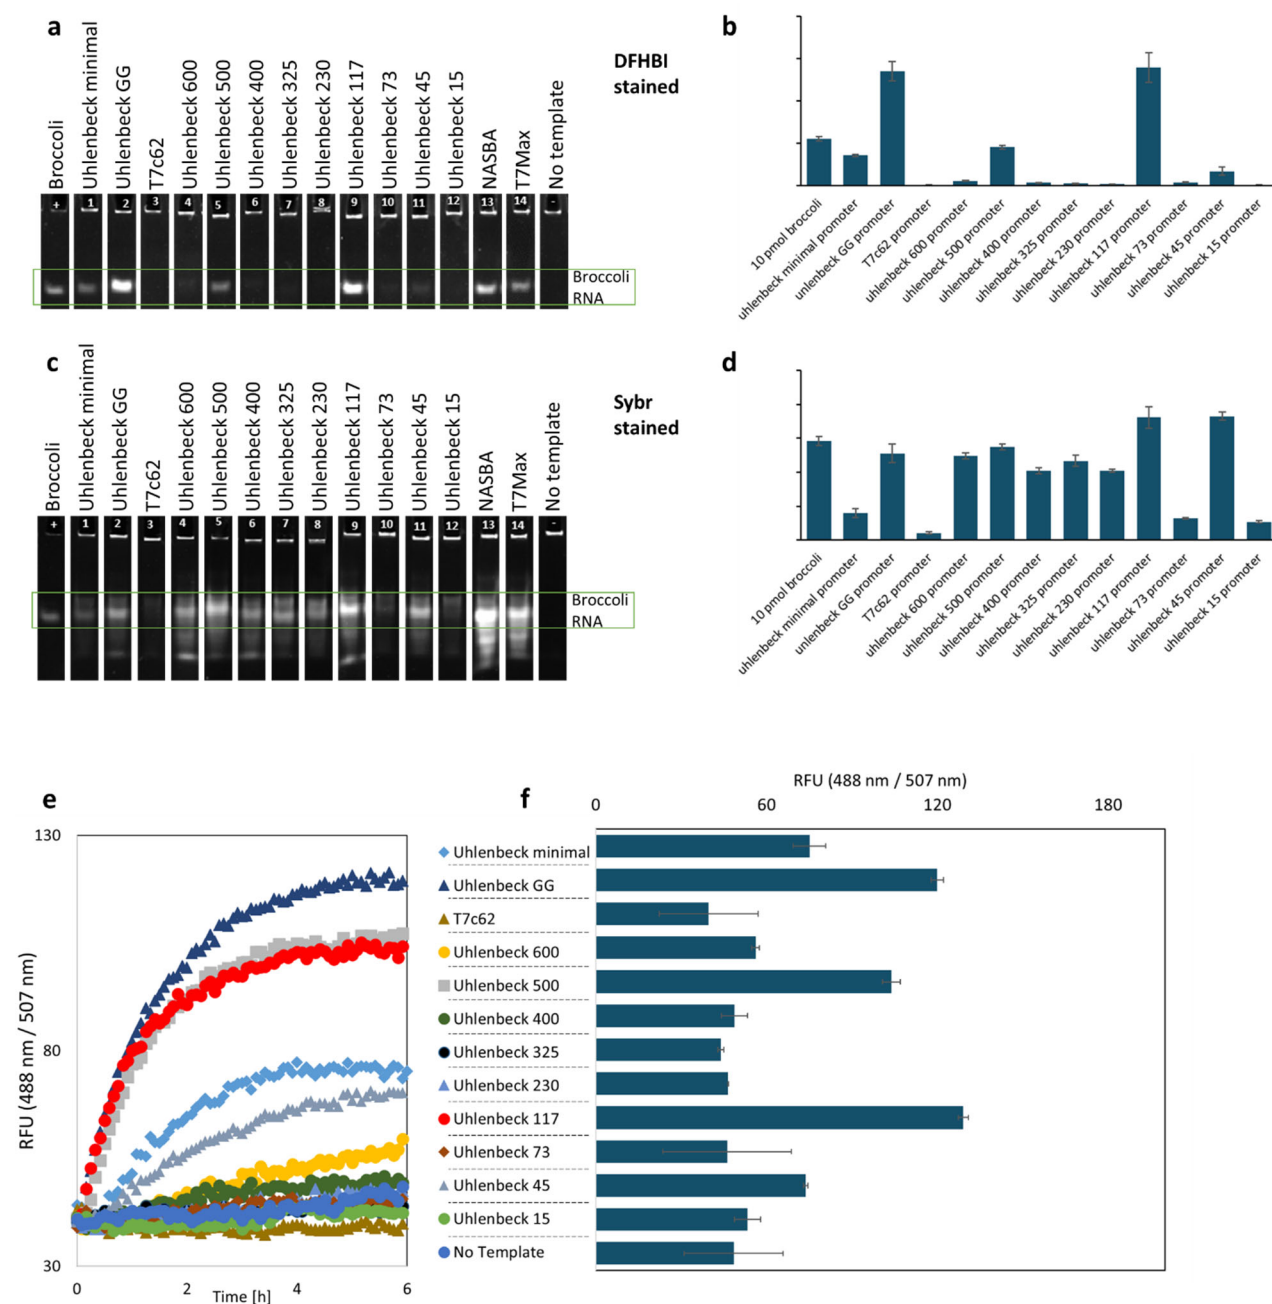 a
Broccoli
Uhlenbeck minimal
Uhlenbeck GG
T7c62
Uhlenbeck 600
Uhlenbeck 500
Uhlenbeck 400
Uhlenbeck 325
Uhlenbeck 230
Uhlenbeck 117
Uhlenbeck 73
Uhlenbeck 45
Uhlenbeck 15
NASBA
T7Max
No template
+ 1 2 3 4 5 6 7 8 9 10 11 12 13 14 -
Broccoli
RNA
DFHBI
stained
b
10 pmol broccoli
uhlenbeck minimal promoter
unlenbeck GG promoter
T7c62 promoter
uhlenbeck 600 promoter
uhlenbeck 500 promoter
uhlenbeck 400 promoter
uhlenbeck 325 promoter
uhlenbeck 230 promoter
uhlenbeck 117 promoter
uhlenbeck 73 promoter
uhlenbeck 45 promoter
uhlenbeck 15 promoter
c
Broccoli
Uhlenbeck minimal
Uhlenbeck GG
T7c62
Uhlenbeck 600
Uhlenbeck 500
Uhlenbeck 400
Uhlenbeck 325
Uhlenbeck 230
Uhlenbeck 117
Uhlenbeck 73
Uhlenbeck 45
Uhlenbeck 15
NASBA
T7Max
No template
+ 1 2 3 4 5 6 7 8 9 10 11 12 13 14 -
Broccoli
RNA
Sybr
stained
d
10 pmol broccoli
uhlenbeck minimal promoter
unlenbeck GG promoter
T7c62 promoter
uhlenbeck 600 promoter
uhlenbeck 500 promoter
uhlenbeck 400 promoter
uhlenbeck 325 promoter
uhlenbeck 230 promoter
uhlenbeck 117 promoter
uhlenbeck 73 promoter
uhlenbeck 45 promoter
uhlenbeck 15 promoter
e
130
80
30
RFU (488 nm / 507 nm)
0 2 4 6
Time [h]
Uhlenbeck minimal
Uhlenbeck GG
T7c62
Uhlenbeck 600
Uhlenbeck 500
Uhlenbeck 400
Uhlenbeck 325
Uhlenbeck 230
Uhlenbeck 117
Uhlenbeck 73
Uhlenbeck 45
Uhlenbeck 15
No Template
f
RFU (488 nm / 507 nm)
0 60 120 180